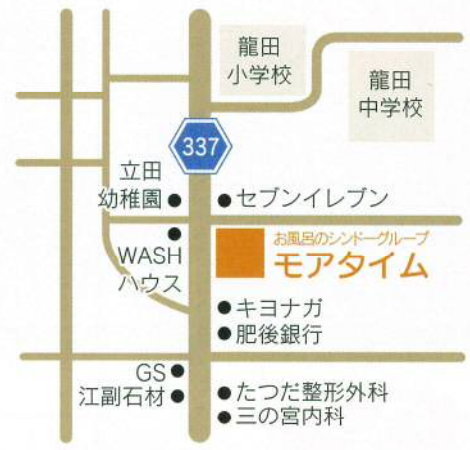 龍田
小学校
龍田
中学校
337
立田
幼稚園
セブンイレブン
WASH
ハウス
お風呂のシンドーグループ
モアタイム
キヨナガ
肥後銀行
GS
江副石材
たつだ整形外科
三の宮内科